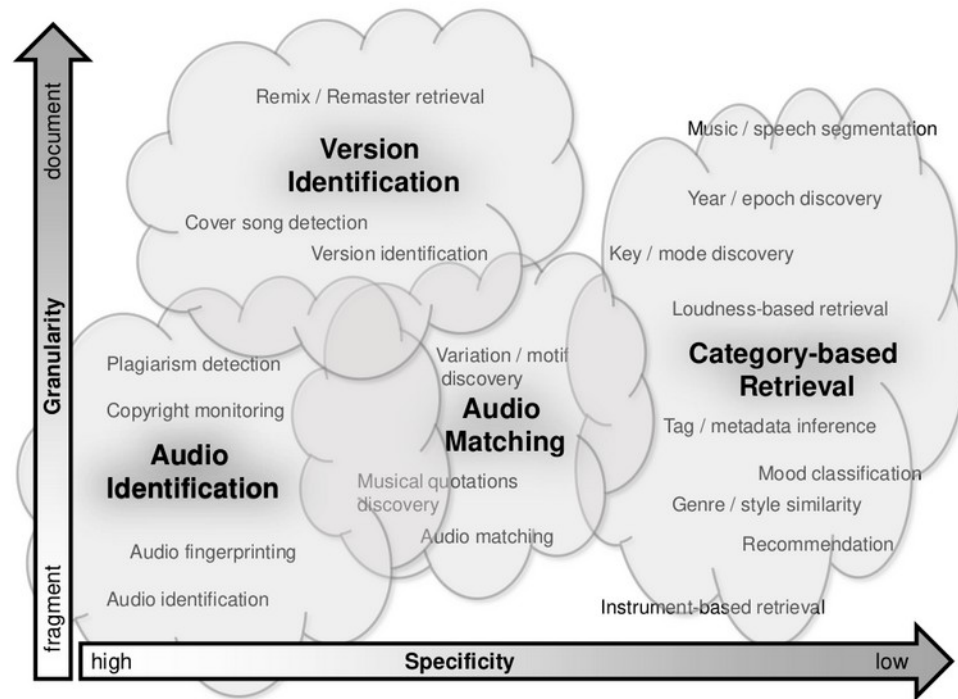 document
Granularity
fragment
Remix / Remaster retrieval
Version
Identification
Cover song detection
Version identification
Music / speech segmentation
Year / epoch discovery
Key / mode discovery
Loudness-based retrieval
Category-based
Retrieval
Tag / metadata inference
Mood classification
Genre / style similarity
Recommendation
Instrument-based retrieval
Plagiarism detection
Copyright monitoring
Audio
Identification
Audio fingerprinting
Audio identification
Variation / motif
discovery
Audio
Matching
Musical quotations
discovery
Audio matching
high
Specificity
low